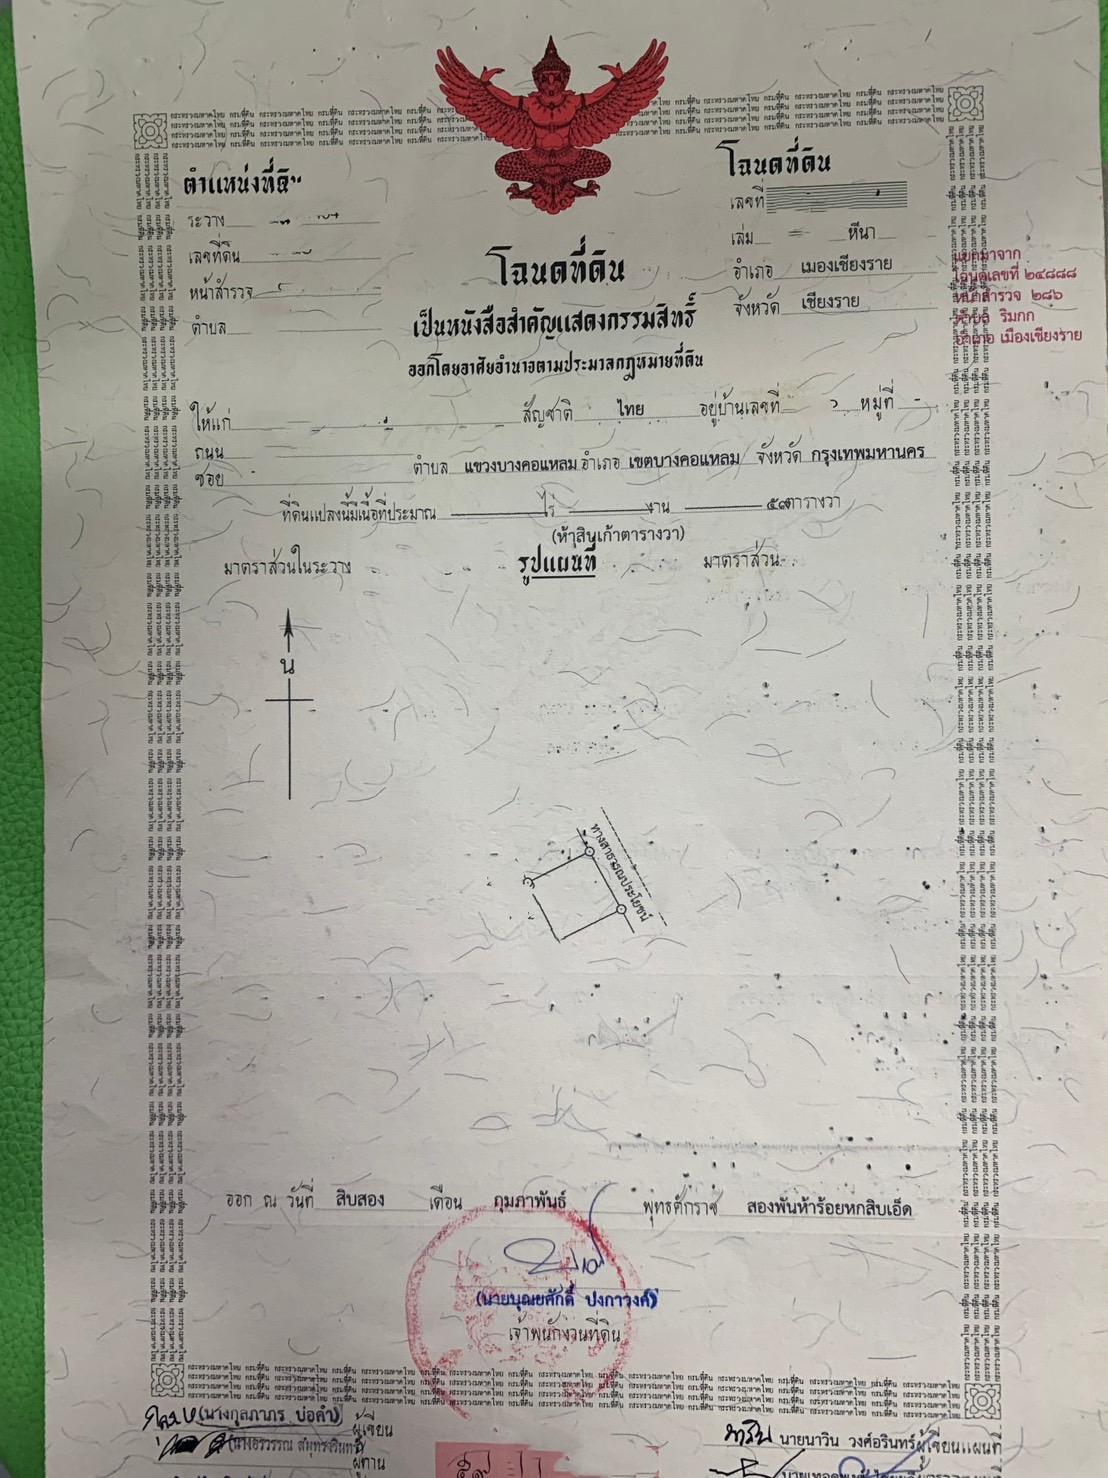 ตำแหน่งที่ดิน
โฉนดที่ดิน
ระวาง
เลขที่
เลขที่ดิน
เล่ม หน้า
หน้าสำรวจ
อำเภอ เมืองเชียงราย
ตำบล
จังหวัด เชียงราย
แยกมาจาก
โฉนดเลขที่ ๒๔๘๘๘
หน้าสำรวจ ๒๘๖
ตำบล ริมกก
อำเภอ เมืองเชียงราย
โฉนดที่ดิน
เป็นหนังสือสำคัญแสดงกรรมสิทธิ์
ออกโดยอาศัยอำนาจตามประมวลกฎหมายที่ดิน
ให้แก่ สัญชาติ ไทย อยู่บ้านเลขที่ หมู่ที่ -
ถนน
ซอย ตำบล แขวงบางคอแหลม อำเภอ เขตบางคอแหลม จังหวัด กรุงเทพมหานคร
ที่ดินแปลงนี้มีเนื้อที่ประมาณ ไร่ งาน ๕๙ ตารางวา
(ห้าสิบเก้าตารางวา)
มาตราส่วนในระวาง รูปแผนที่ มาตราส่วน
น
ทางสาธารณประโยชน์
ออก ณ วันที่ สิบสอง เดือน กุมภาพันธ์ พุทธศักราช สองพันห้าร้อยหกสิบเอ็ด
(นายบุณยศักดิ์ ปงกาวงศ์)
เจ้าพนักงานที่ดิน
(นางกุลภาภร บ่อคำ) ผู้เขียน
(นางอรวรรณ สมุทรจรินทร์) ผู้ทาน
นาวิน นายนาวิน วงศ์อรินทร์ ผู้เขียนแผนที่